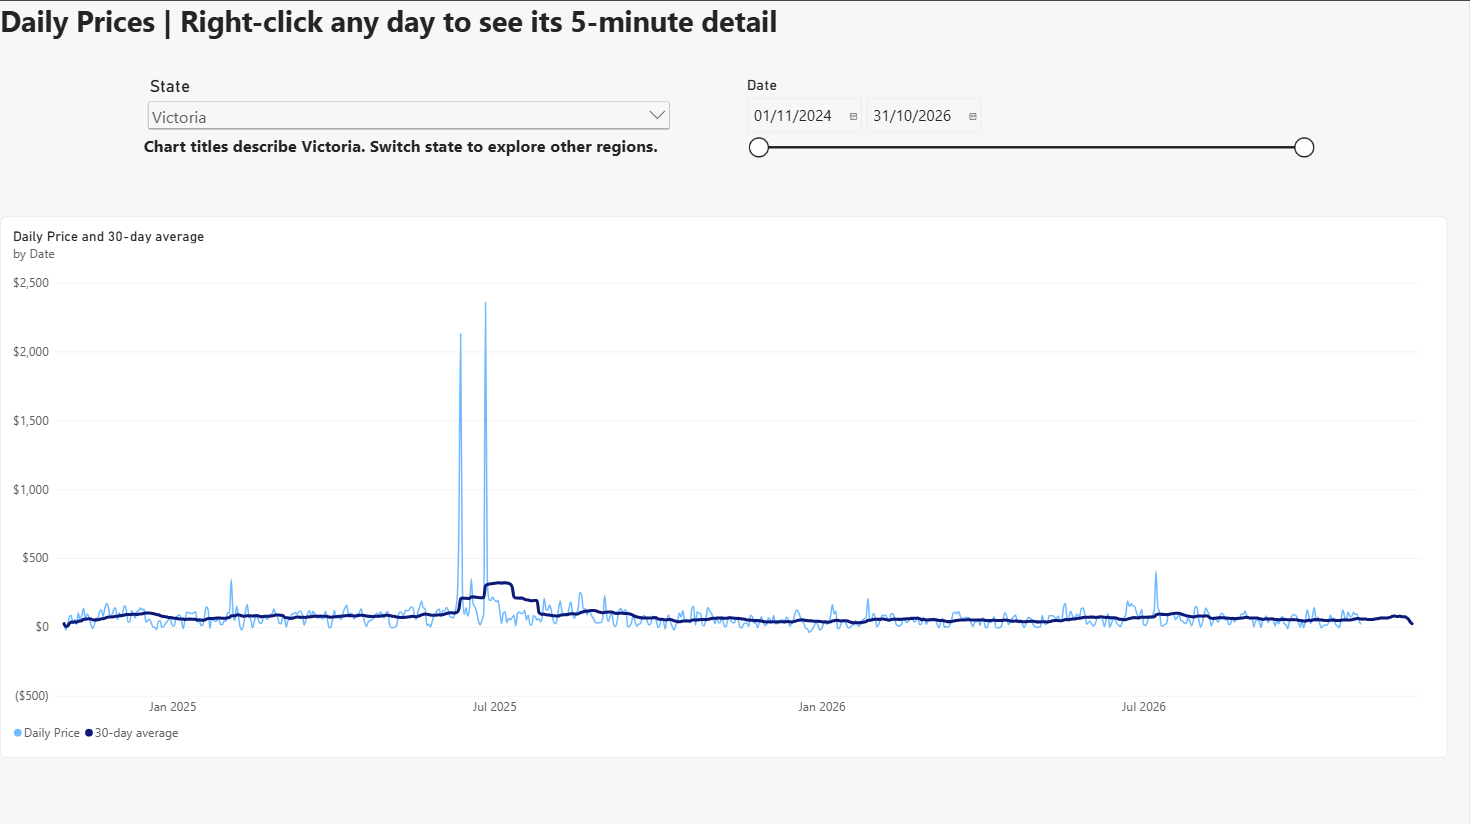 Daily Prices | Right-click any day to see its 5-minute detail
State
Victoria
Chart titles describe Victoria. Switch state to explore other regions.
Date
01/11/2024
31/10/2026
Daily Price and 30-day average
by Date
$2,500
$2,000
$1,500
$1,000
$500
$0
($500)
Jan 2025
Jul 2025
Jan 2026
Jul 2026
Daily Price
30-day average